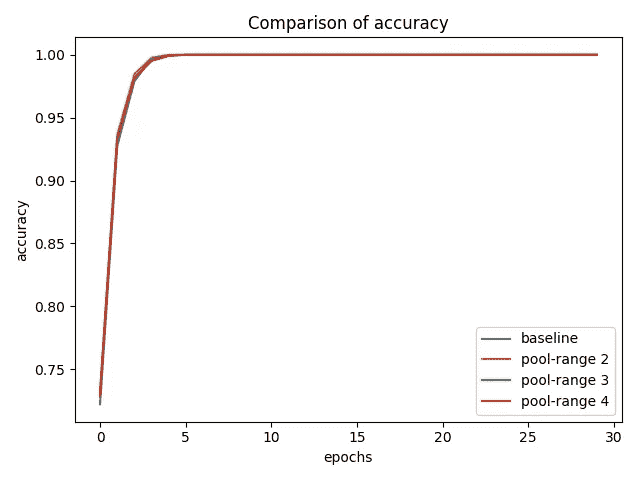 Comparison of accuracy
1.00
0.95
0.90
0.85
0.80
0.75
accuracy
baseline
pool-range 2
pool-range 3
pool-range 4
0 5 10 15 20 25 30
epochs